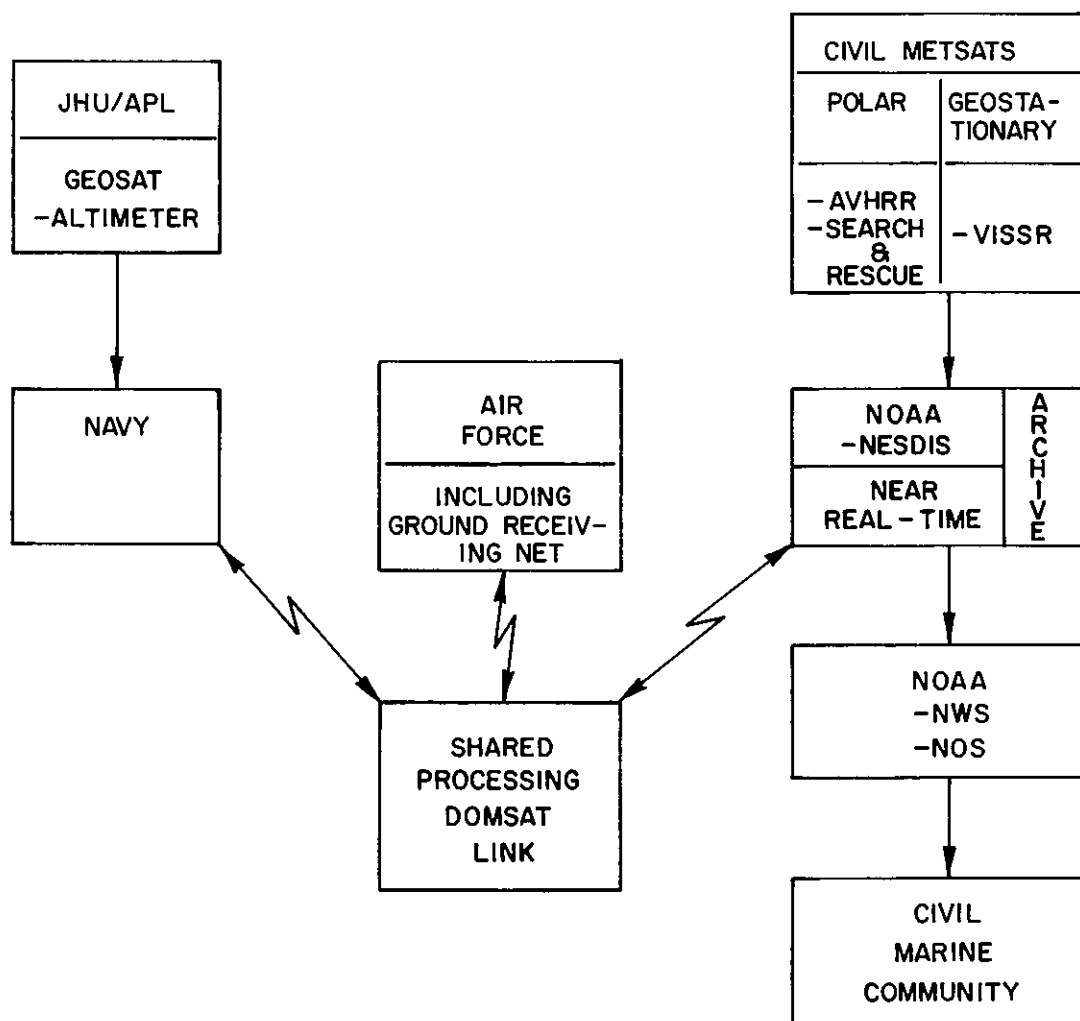 JHU/APL
GEOSAT
-ALTIMETER
NAVY
AIR
FORCE
INCLUDING
GROUND RECEIV-
ING NET
SHARED
PROCESSING
DOMSAT
LINK
CIVIL METSATS
POLAR
GEOSTA-
TIONARY
-AVHRR
-SEARCH
&
RESCUE
-VISSR
NOAA
-NESDIS
NEAR
REAL-TIME
ARCHIVE
NOAA
-NWS
-NOS
CIVIL
MARINE
COMMUNITY